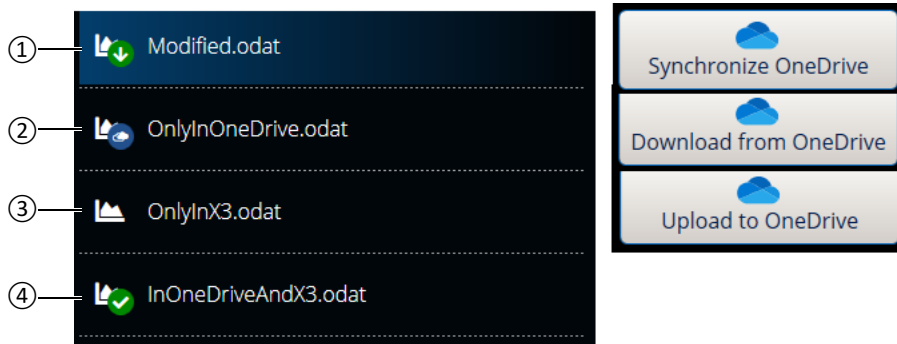 ① Modified.odat
② OnlyInOneDrive.odat
③ OnlyInX3.odat
④ InOneDriveAndX3.odat
Synchronize OneDrive
Download from OneDrive
Upload to OneDrive